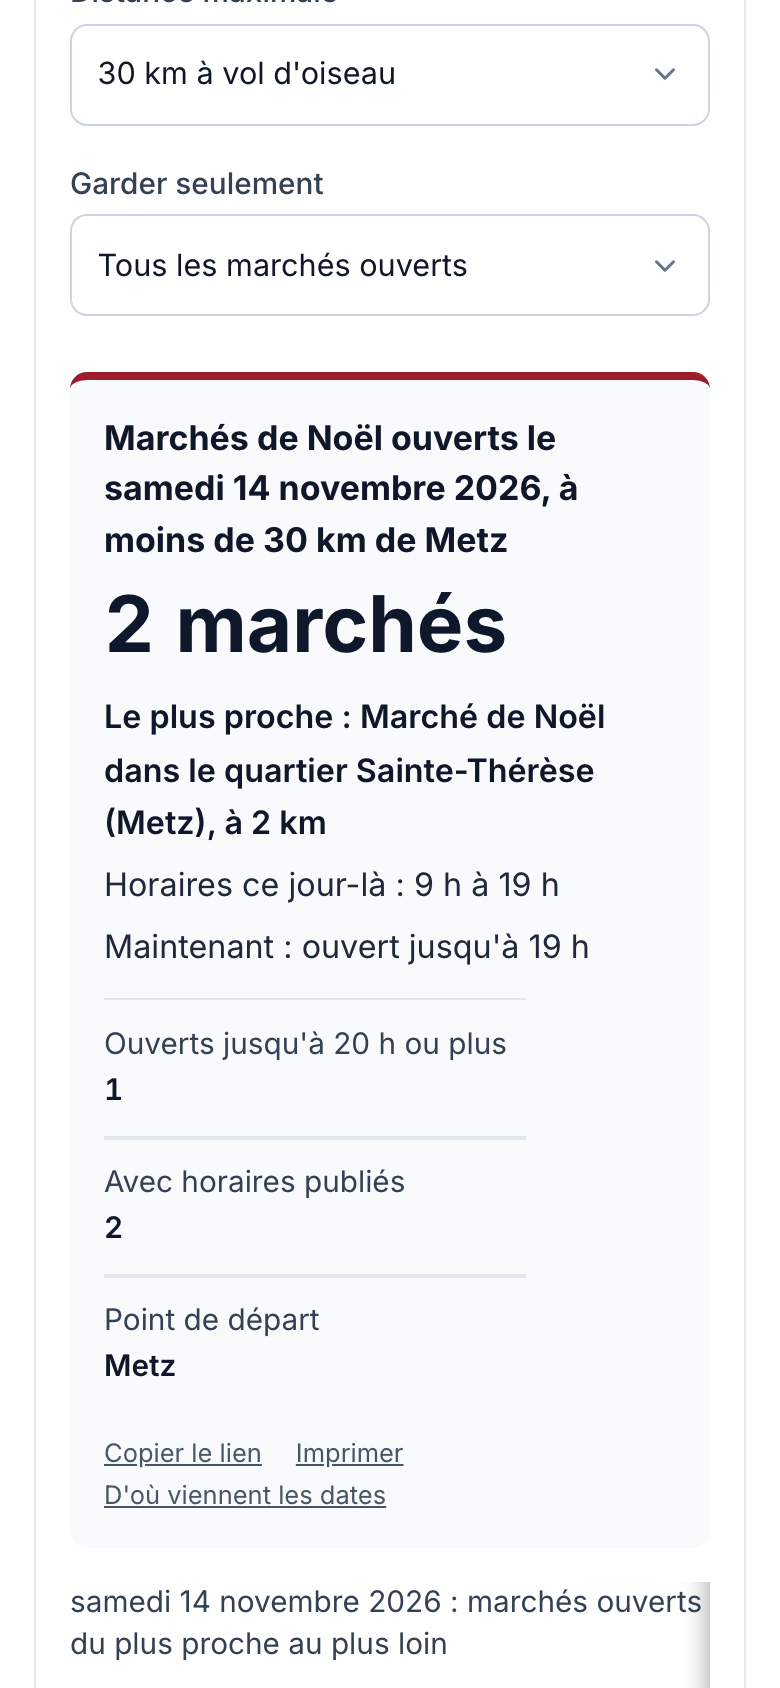 Distance maximale
30 km à vol d'oiseau
Garder seulement
Tous les marchés ouverts
Marchés de Noël ouverts le
samedi 14 novembre 2026, à
moins de 30 km de Metz
2 marchés
Le plus proche : Marché de Noël
dans le quartier Sainte-Thérèse
(Metz), à 2 km
Horaires ce jour-là : 9 h à 19 h
Maintenant : ouvert jusqu'à 19 h
Ouverts jusqu'à 20 h ou plus
1
Avec horaires publiés
2
Point de départ
Metz
Copier le lien Imprimer
D'où viennent les dates
samedi 14 novembre 2026 : marchés ouverts
du plus proche au plus loin